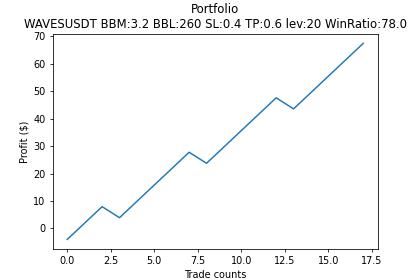 Portfolio
WAVESUSDT BBM:3.2 BBL:260 SL:0.4 TP:0.6 lev:20 WinRatio:78.0
70
60
50
40
30
20
10
0
Profit ($)
0.0 2.5 5.0 7.5 10.0 12.5 15.0 17.5
Trade counts